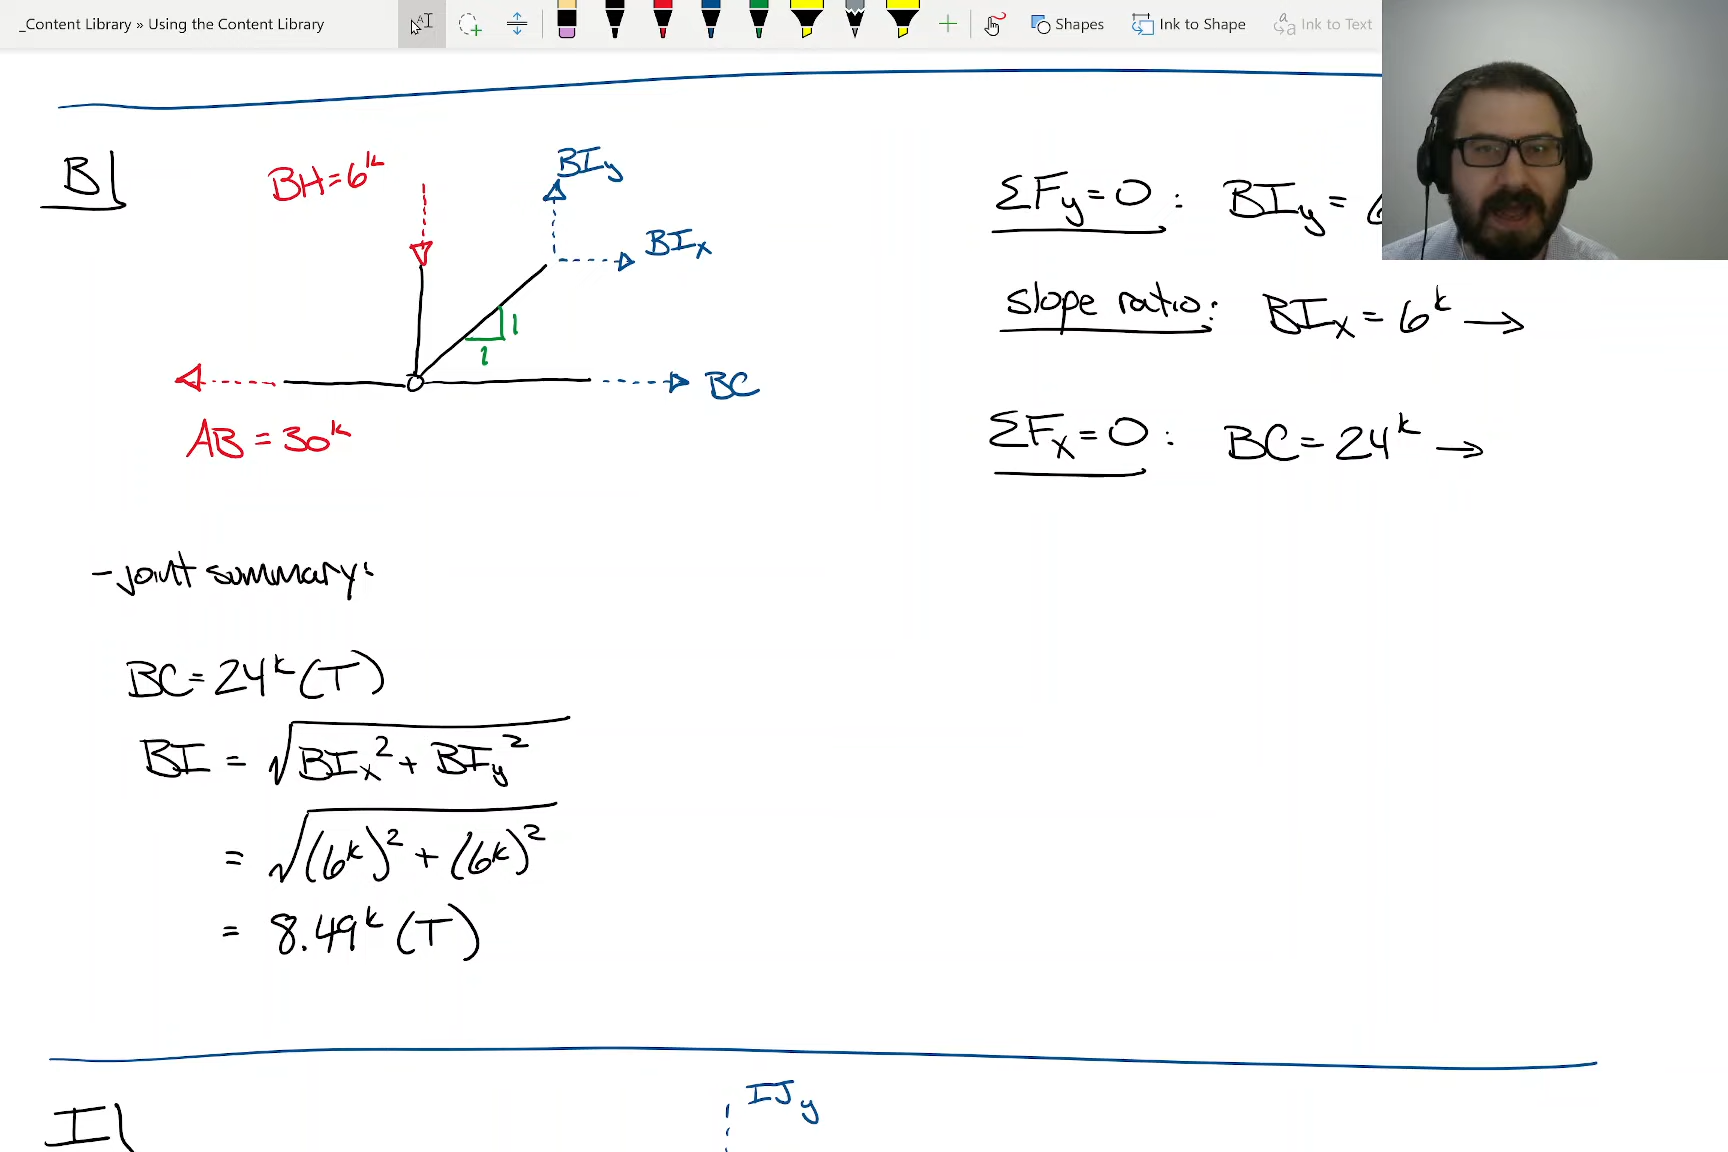 _Content Library » Using the Content Library
Shapes
Ink to Shape
Ink to Text
B
BH=6ᵏ
BIy
BIx
1
1
BC
AB=30ᵏ
ΣFy=0: BIy=
slope ratio: BIx=6ᵏ→
ΣFx=0: BC=24ᵏ→
-joint summary:
BC=24ᵏ(T)
BI = √BIx²+BIy²
= √(6ᵏ)²+(6ᵏ)²
= 8.49ᵏ(T)
I
IJy